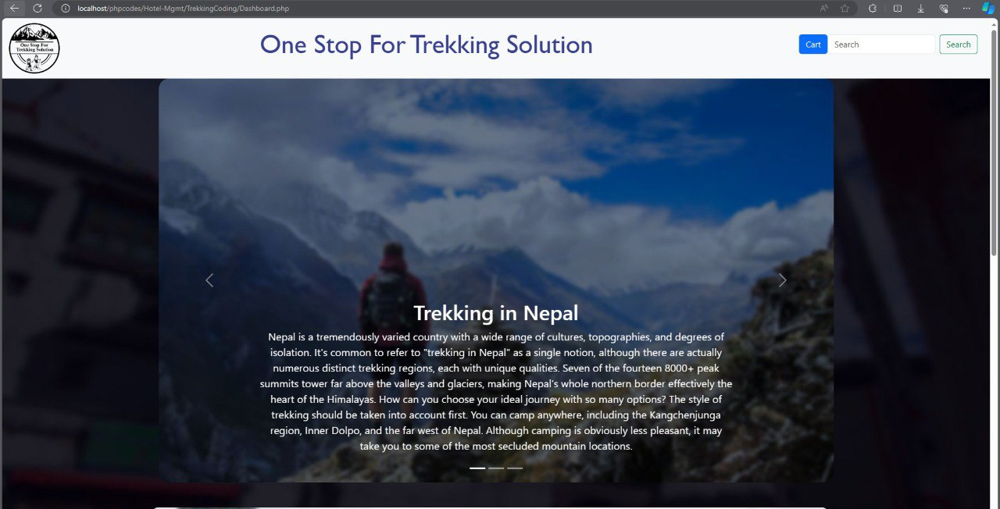 localhost/phpcodes/Hotel-Mgmt/TrekkingCoding/Dashboard.php
One Stop For
Trekking Solution
One Stop For Trekking Solution
Cart
Search
Search
Trekking in Nepal
Nepal is a tremendously varied country with a wide range of cultures, topographies, and degrees of
isolation. It's common to refer to "trekking in Nepal" as a single notion, although there are actually
numerous distinct trekking regions, each with unique qualities. Seven of the fourteen 8000+ peak
summits tower far above the valleys and glaciers, making Nepal's whole northern border effectively the
heart of the Himalayas. How can you choose your ideal journey with so many options? The style of
trekking should be taken into account first. You can camp anywhere, including the Kangchenjunga
region, Inner Dolpo, and the far west of Nepal. Although camping is obviously less pleasant, it may
take you to some of the most secluded mountain locations.